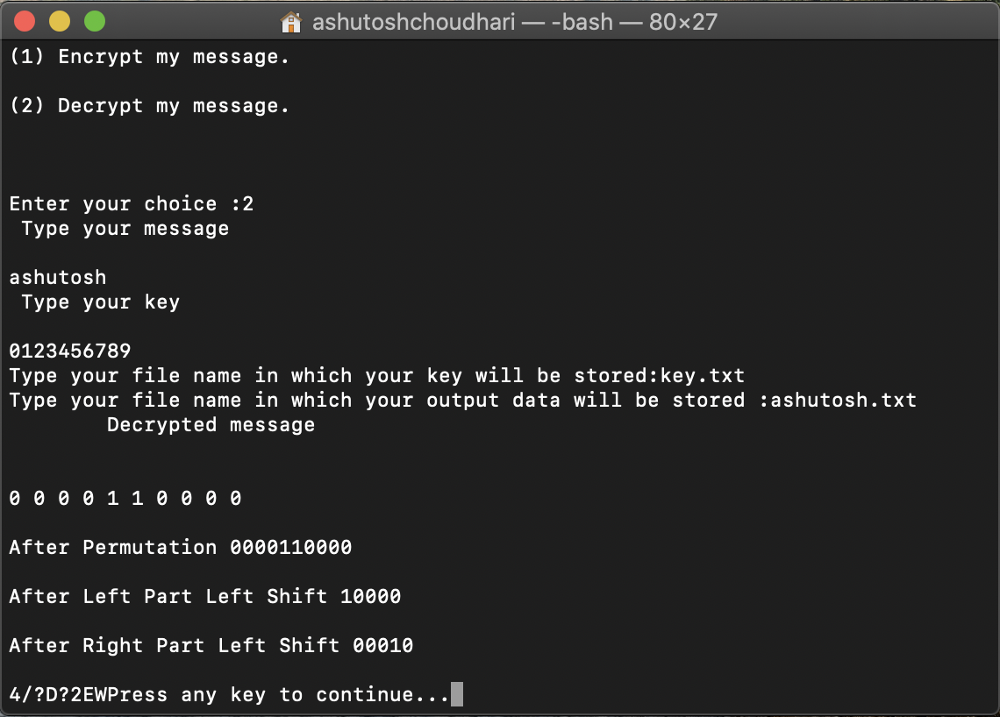 ashutoshchoudhari — -bash — 80×27
(1) Encrypt my message.
(2) Decrypt my message.
Enter your choice :2
Type your message
ashutosh
Type your key
0123456789
Type your file name in which your key will be stored:key.txt
Type your file name in which your output data will be stored :ashutosh.txt
Decrypted message
0 0 0 0 1 1 0 0 0 0
After Permutation 0000110000
After Left Part Left Shift 10000
After Right Part Left Shift 00010
4/?D?2EWPress any key to continue...